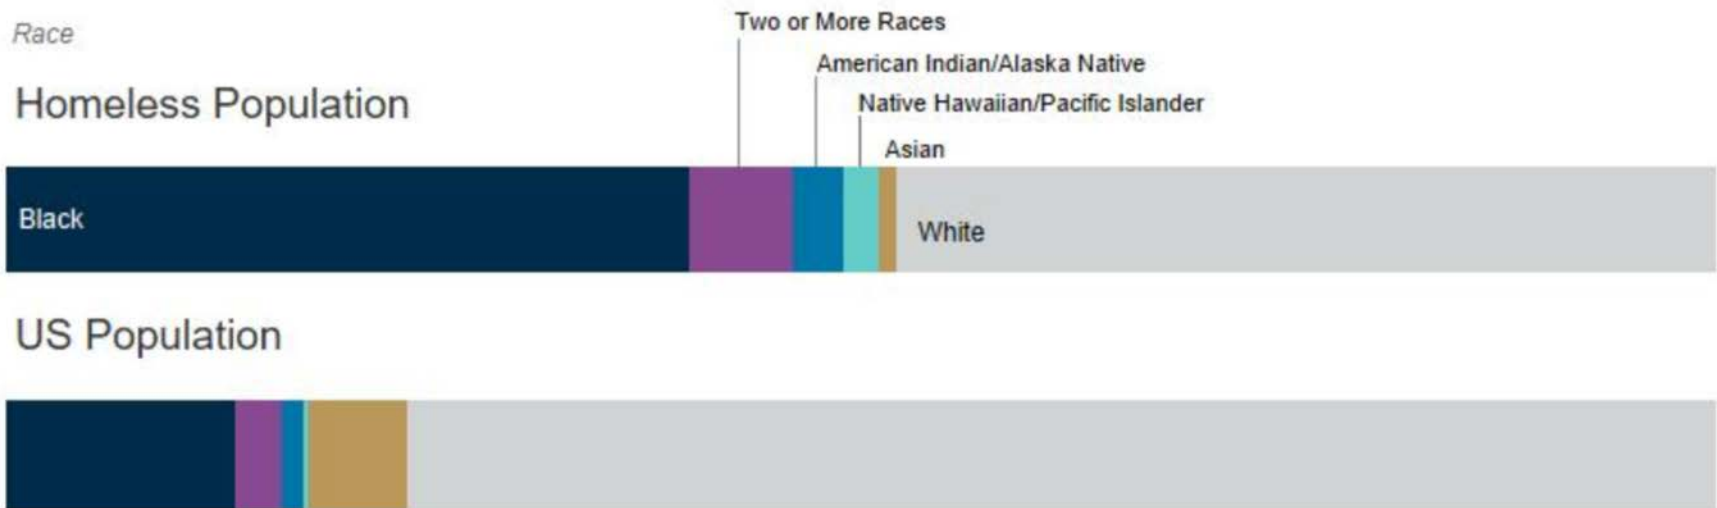 Race
Two or More Races
American Indian/Alaska Native
Homeless Population
Native Hawaiian/Pacific Islander
Asian
Black
White
US Population